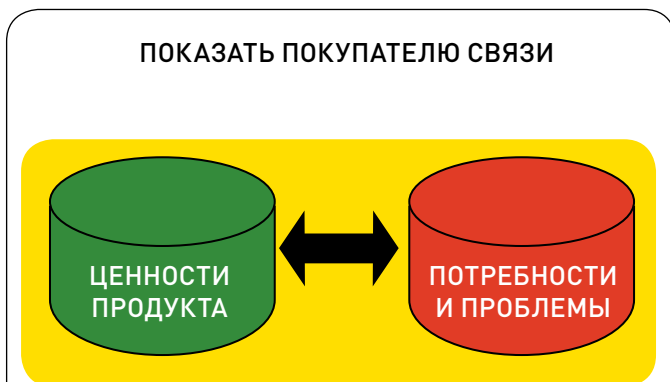 ПОКАЗАТЬ ПОКУПАТЕЛЮ СВЯЗИ
ЦЕННОСТИ
ПРОДУКТА
ПОТРЕБНОСТИ
И ПРОБЛЕМЫ